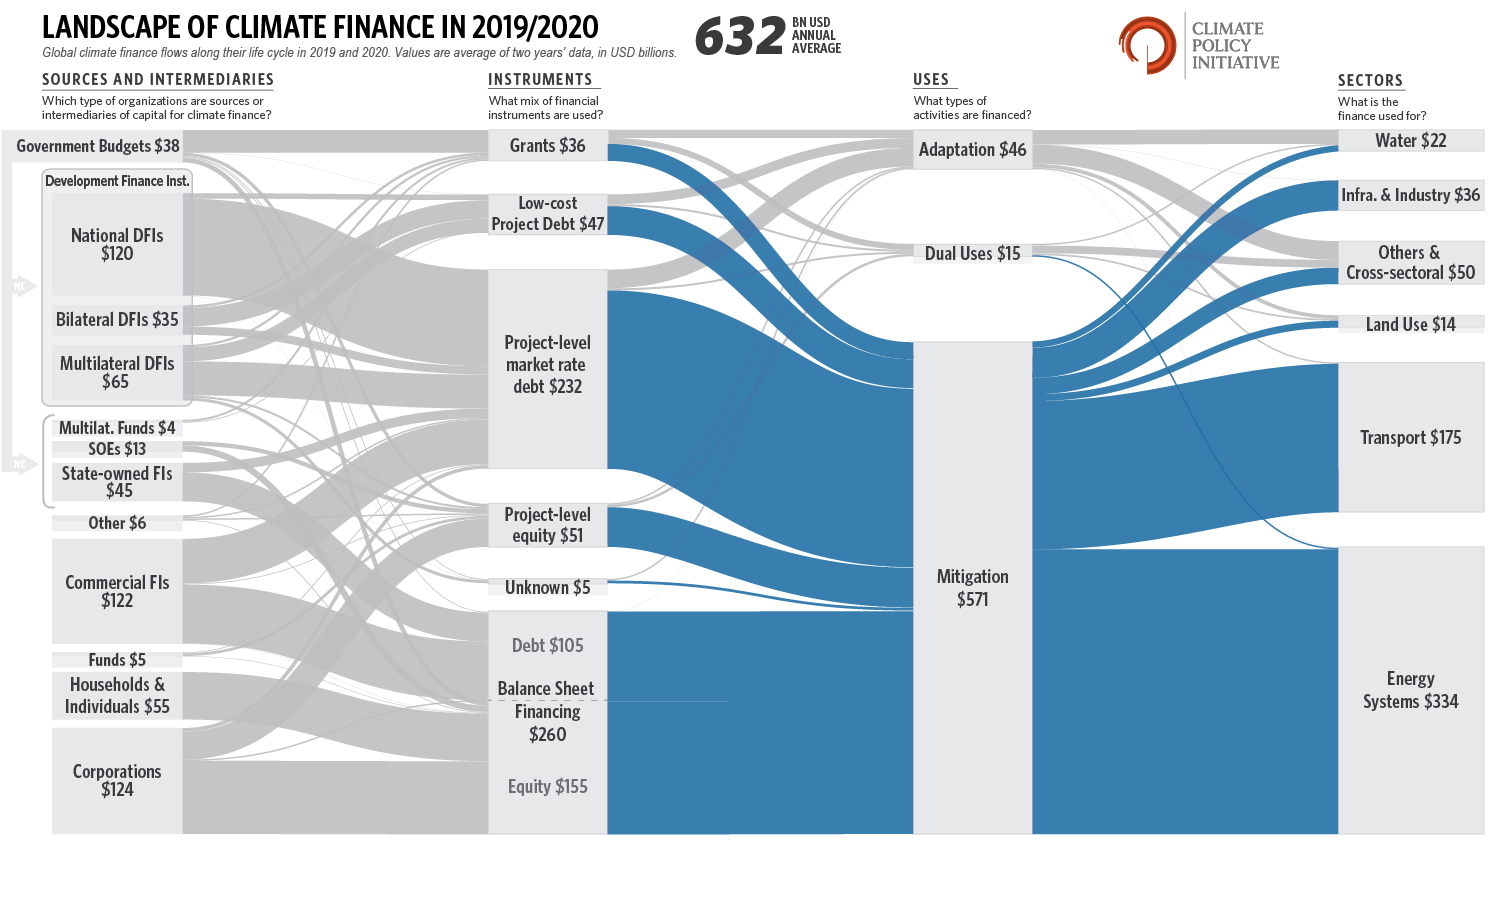 LANDSCAPE OF CLIMATE FINANCE IN 2019/2020
Global climate finance flows along their life cycle in 2019 and 2020. Values are average of two years' data, in USD billions.
632
BN USD
ANNUAL
AVERAGE
CLIMATE
POLICY
INITIATIVE
SOURCES AND INTERMEDIARIES
Which type of organizations are sources or
intermediaries of capital for climate finance?
INSTRUMENTS
What mix of financial
instruments are used?
USES
What types of
activities are financed?
SECTORS
What is the
finance used for?
Government Budgets $38
Development Finance Inst.
National DFIs
$120
NE
Bilateral DFIs $35
Multilateral DFIs
$65
Multilat. Funds $4
SOEs $13
NE
State-owned FIs
$45
Other $6
Commercial FIs
$122
Funds $5
Households &
Individuals $55
Corporations
$124
Grants $36
Low-cost
Project Debt $47
Project-level
market rate
debt $232
Project-level
equity $51
Unknown $5
Debt $105
Balance Sheet
Financing
$260
Equity $155
Adaptation $46
Dual Uses $15
Mitigation
$571
Water $22
Infra. & Industry $36
Others &
Cross-sectoral $50
Land Use $14
Transport $175
Energy
Systems $334